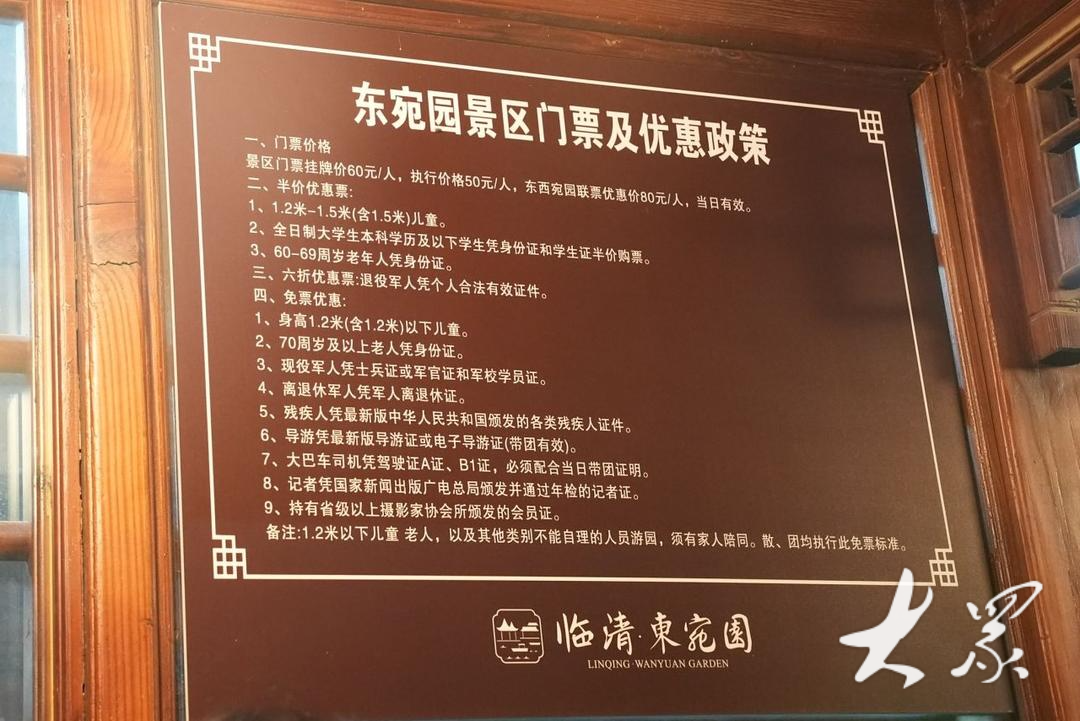 东宛园景区门票及优惠政策
一、门票价格
景区门票挂牌价60元/人，执行价格50元/人，东西宛园联票优惠价80元/人，当日有效。
二、半价优惠票:
1、1.2米-1.5米(含1.5米)儿童。
2、全日制大学生本科学历及以下学生凭身份证和学生证半价购票。
3、60-69周岁老年人凭身份证。
三、六折优惠票:退役军人凭个人合法有效证件。
四、免票优惠:
1、身高1.2米(含1.2米)以下儿童。
2、70周岁及以上老人凭身份证。
3、现役军人凭士兵证或军官证和军校学员证。
4、离退休军人凭军人离退休证。
5、残疾人凭最新版中华人民共和国颁发的各类残疾人证件。
6、导游凭最新版导游证或电子导游证(带团有效)。
7、大巴车司机凭驾驶证A证、B1证，必须配合当日带团证明。
8、记者凭国家新闻出版广电总局颁发并通过年检的记者证。
9、持有省级以上摄影家协会所颁发的会员证。
备注:1.2米以下儿童 老人，以及其他类别不能自理的人员游园，须有家人陪同。散、团均执行此免票标准。
临清·東宛園
LINQING·WANYUAN GARDEN
大眾